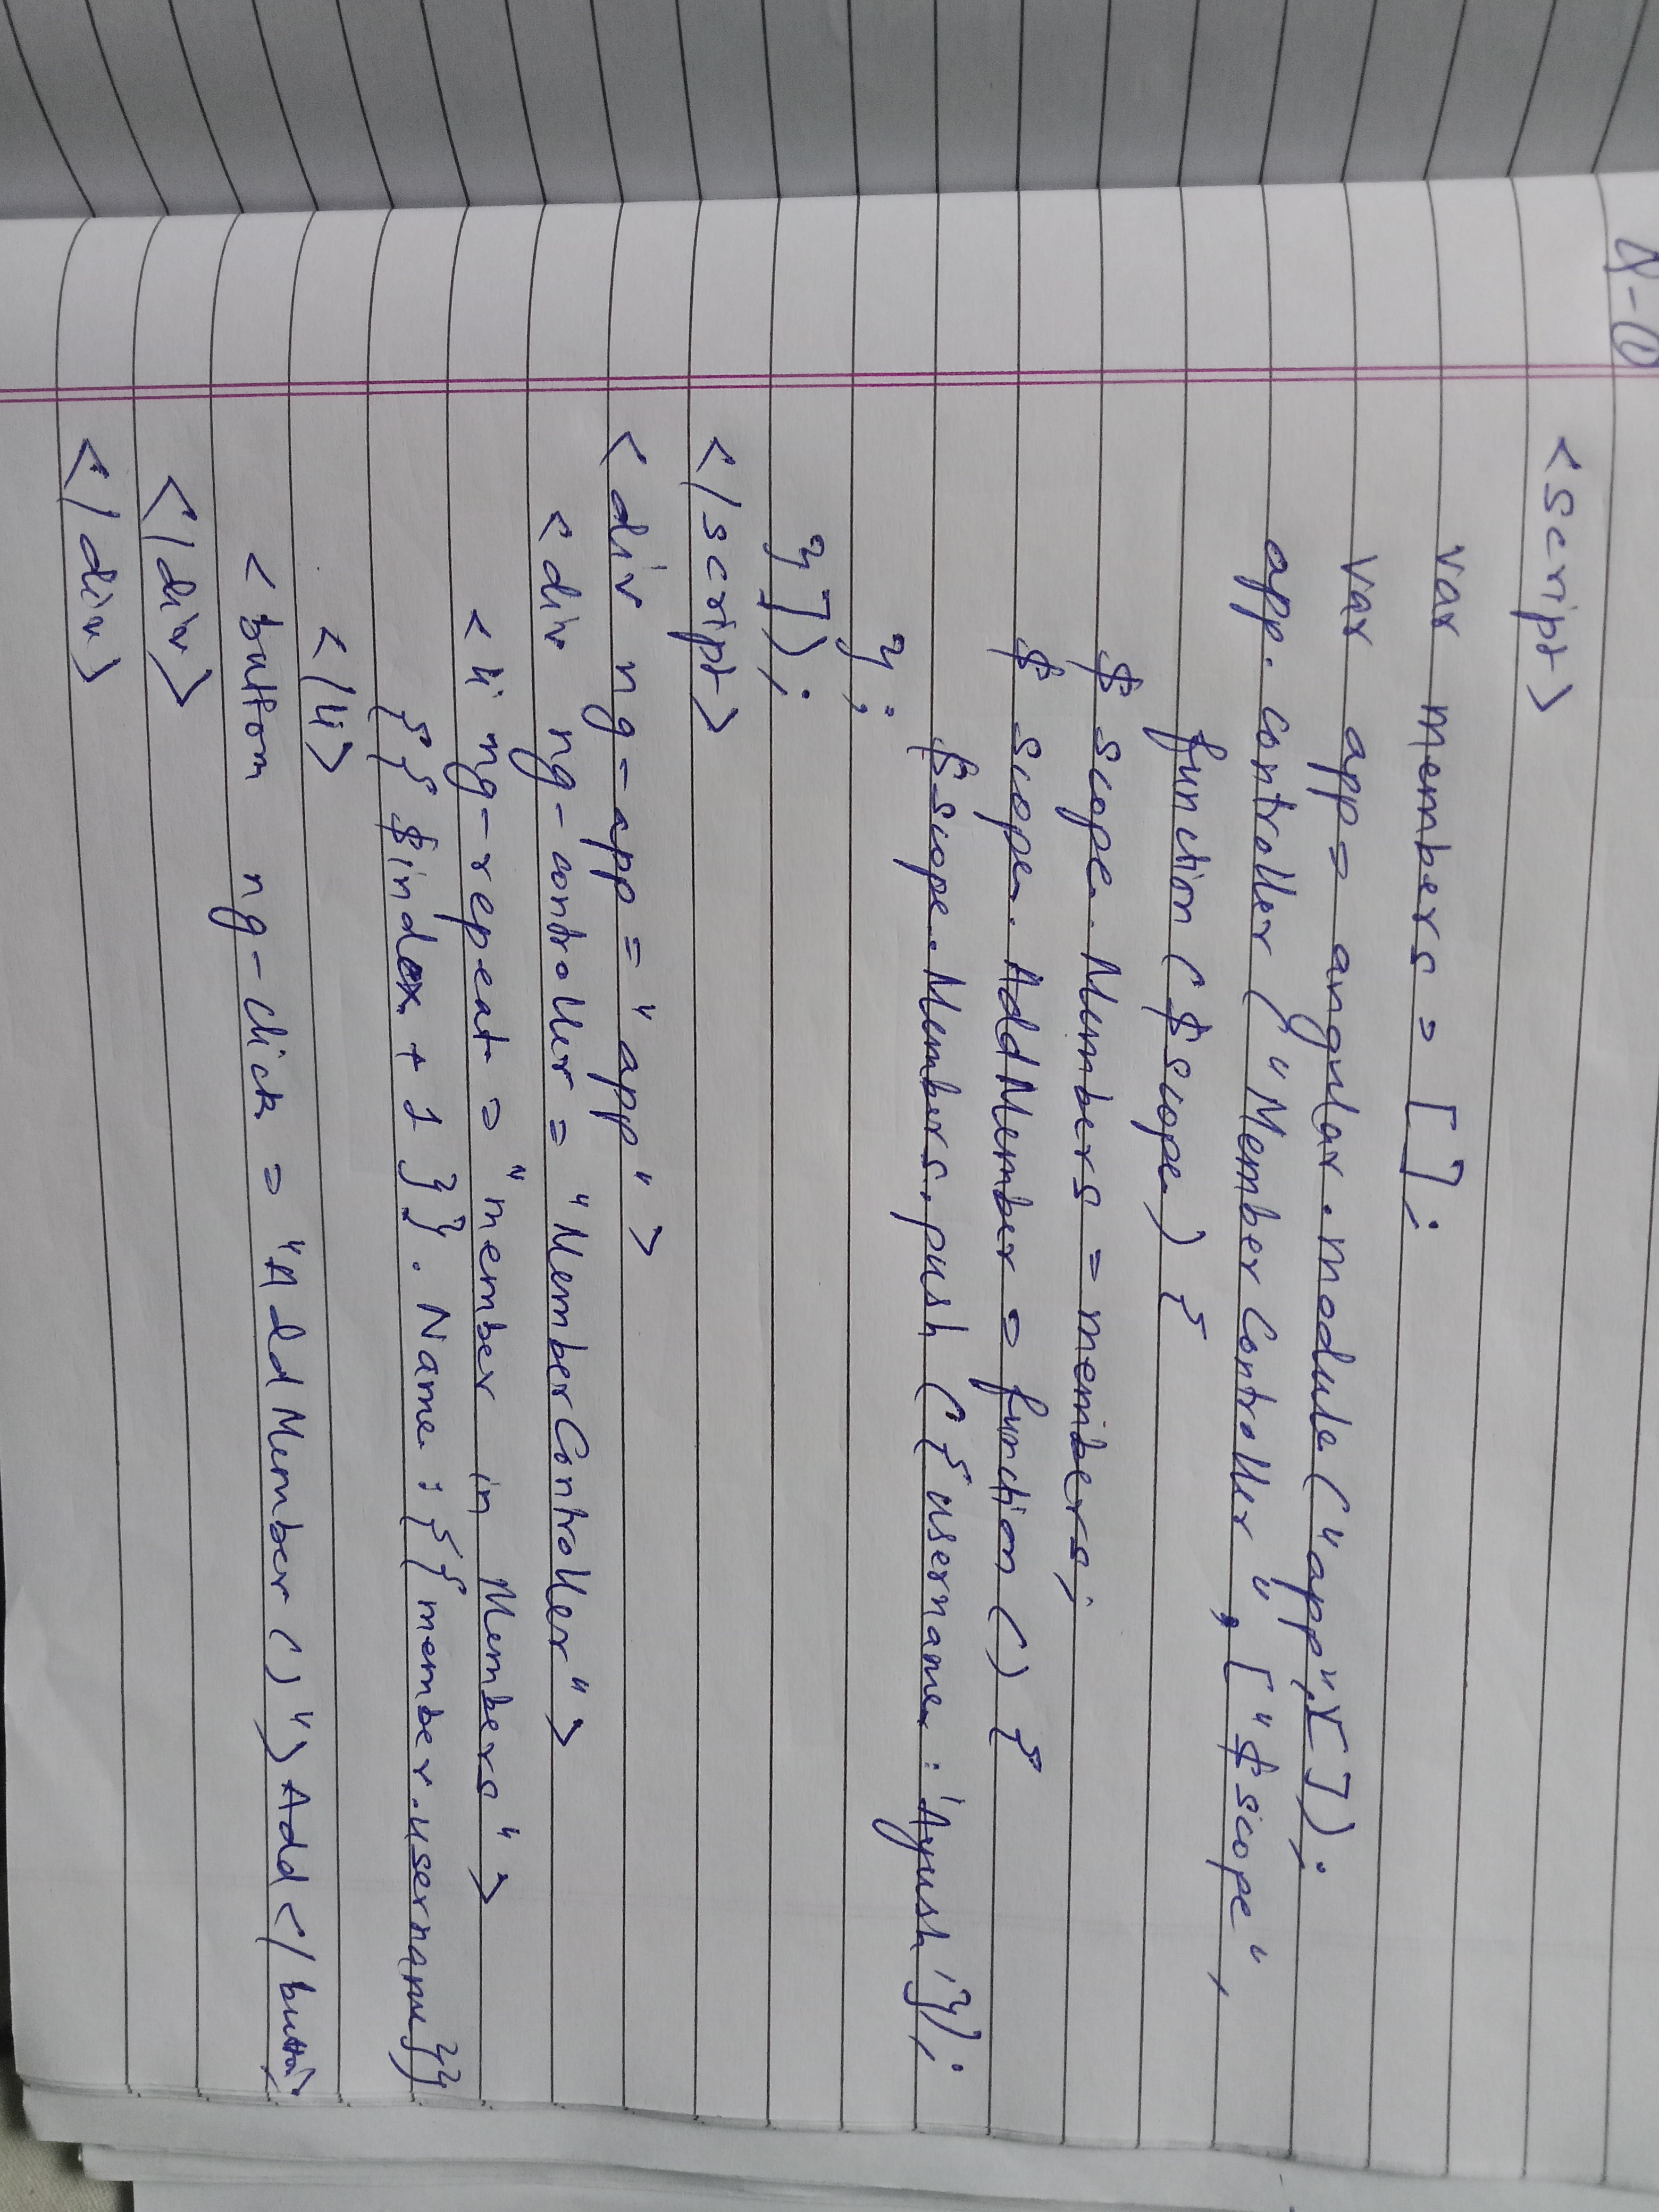 N-①
<script>
var members = [];
var app = angular.module("app",[]);
app.controller("MemberController", ["$scope",
function($scope) {
$scope.Members = members;
$scope.AddMember = function() {
$scope.Members.push({username: 'Ayush'});
};
}]);
</script>
<div ng-app = "app">
<div ng-controller = "MemberController">
<li ng-repeat = "member in Members">
{{ $index + 1 }}. Name : {{member.username}}
</li>
<button ng-click = "AddMember()">Add</button>
</div>
</div>